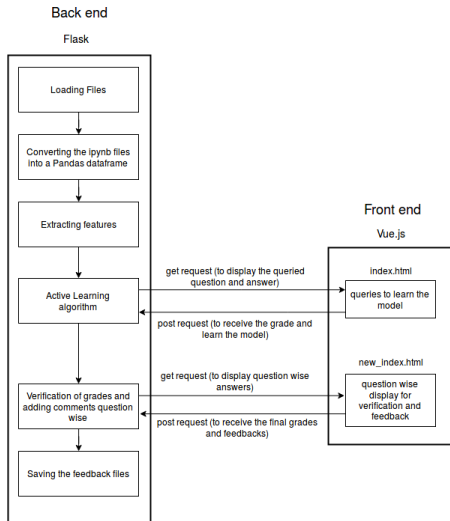 Back end
Flask
Loading Files
Converting the ipynb files
into a Pandas dataframe
Extracting features
Active Learning
algorithm
Verification of grades and
adding comments question
wise
Saving the feedback files
get request (to display the queried
question and answer)
post request (to receive the grade and
learn the model)
get request (to display question wise
answers)
post request (to receive the final grades
and feedbacks)
Front end
Vue.js
index.html
queries to learn the
model
new_index.html
question wise
display for
verification and
feedback